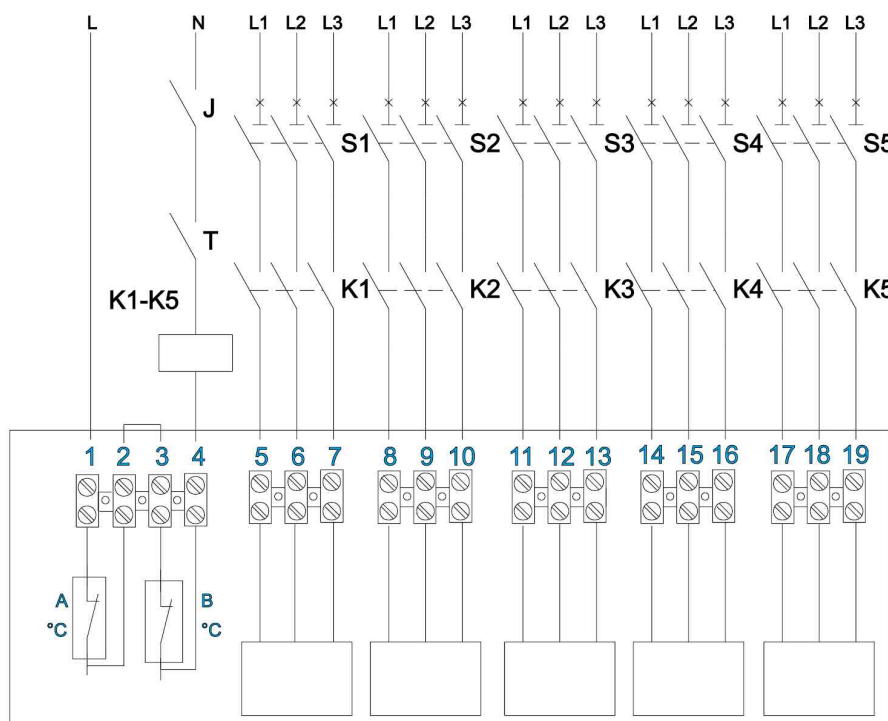 L N L1 L2 L3 L1 L2 L3 L1 L2 L3 L1 L2 L3 L1 L2 L3
J
S1 S2 S3 S4 S5
T
K1-K5 K1 K2 K3 K4 K5
1 2 3 4 5 6 7 8 9 10 11 12 13 14 15 16 17 18 19
A B
°C °C